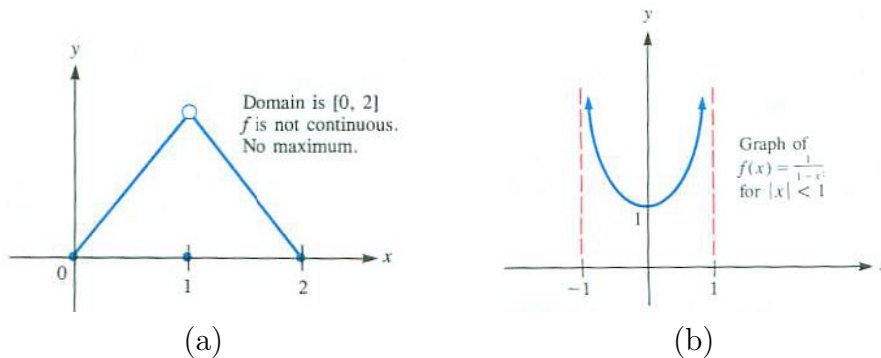 y
Domain is [0, 2]
f is not continuous.
No maximum.
0
1
2
x
(a)
y
Graph of
f(x) = 1/(1 - x²)
for |x| < 1
1
-1
1
(b)